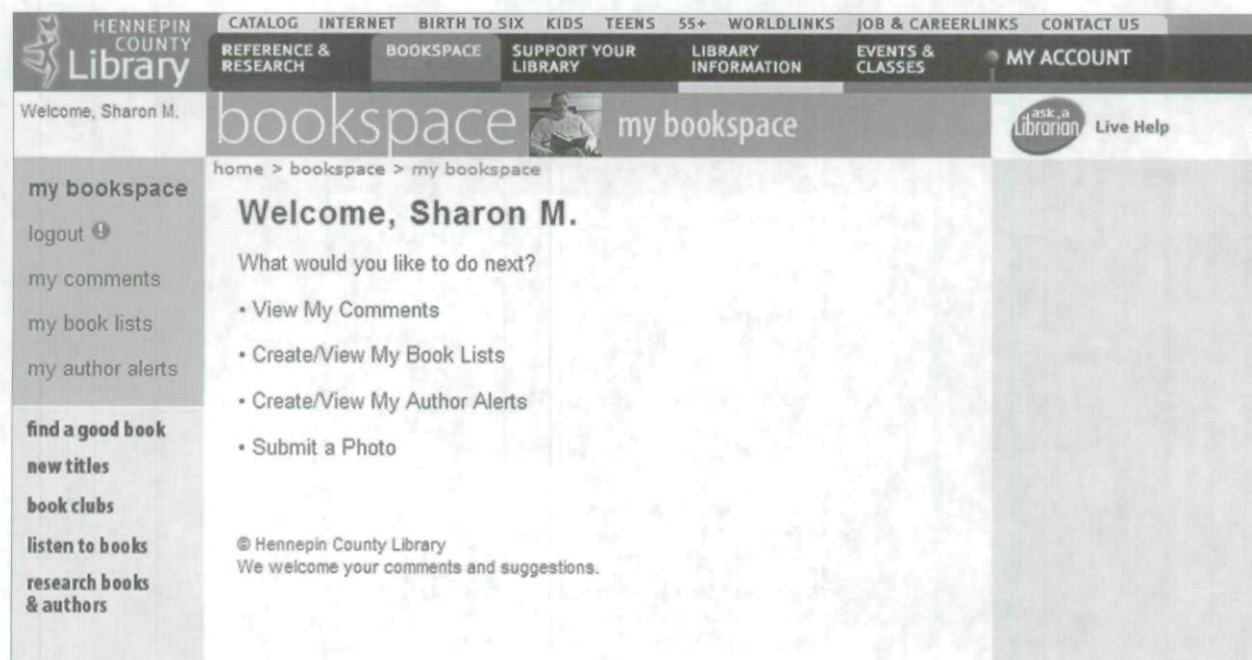 HENNEPIN
COUNTY
Library
CATALOG INTERNET BIRTH TO SIX KIDS TEENS 55+ WORLDLINKS JOB & CAREERLINKS CONTACT US
REFERENCE &
RESEARCH
BOOKSPACE
SUPPORT YOUR
LIBRARY
LIBRARY
INFORMATION
EVENTS &
CLASSES
MY ACCOUNT
Welcome, Sharon M.
bookspace
my bookspace
ask a
librarian
Live Help
my bookspace
logout
my comments
my book lists
my author alerts
find a good book
new titles
book clubs
listen to books
research books
& authors
home > bookspace > my bookspace
Welcome, Sharon M.
What would you like to do next?
• View My Comments
• Create/View My Book Lists
• Create/View My Author Alerts
• Submit a Photo
© Hennepin County Library
We welcome your comments and suggestions.